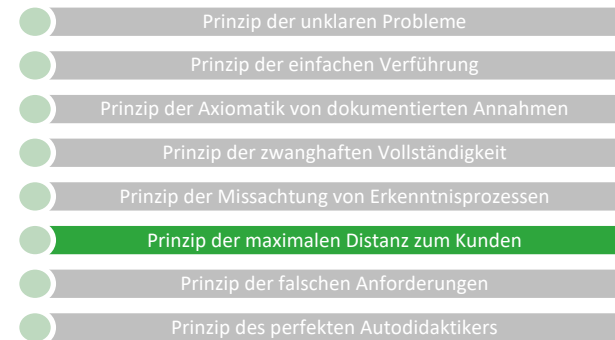 Prinzip der unklaren Probleme
Prinzip der einfachen Verführung
Prinzip der Axiomatik von dokumentierten Annahmen
Prinzip der zwanghaften Vollständigkeit
Prinzip der Missachtung von Erkenntnisprozessen
Prinzip der maximalen Distanz zum Kunden
Prinzip der falschen Anforderungen
Prinzip des perfekten Autodidaktikers